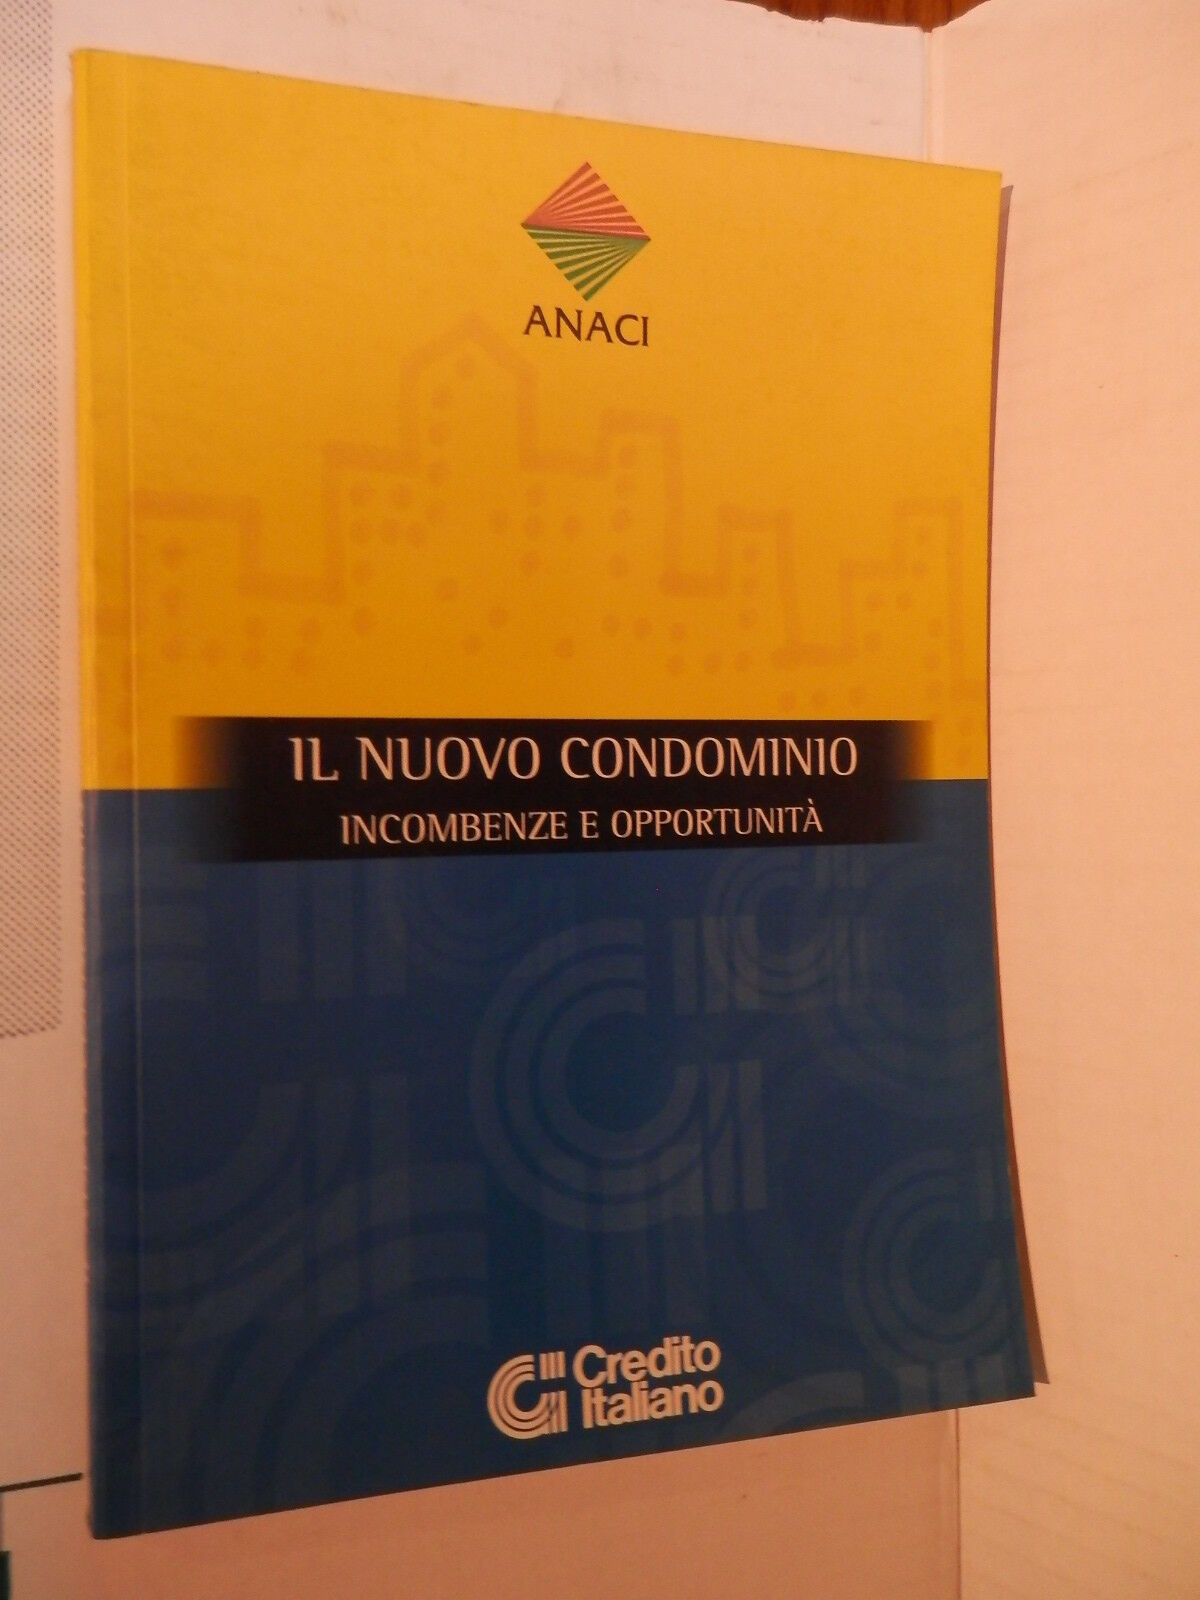 ANACI
IL NUOVO CONDOMINIO
INCOMBENZE E OPPORTUNITÀ
Credito
Italiano